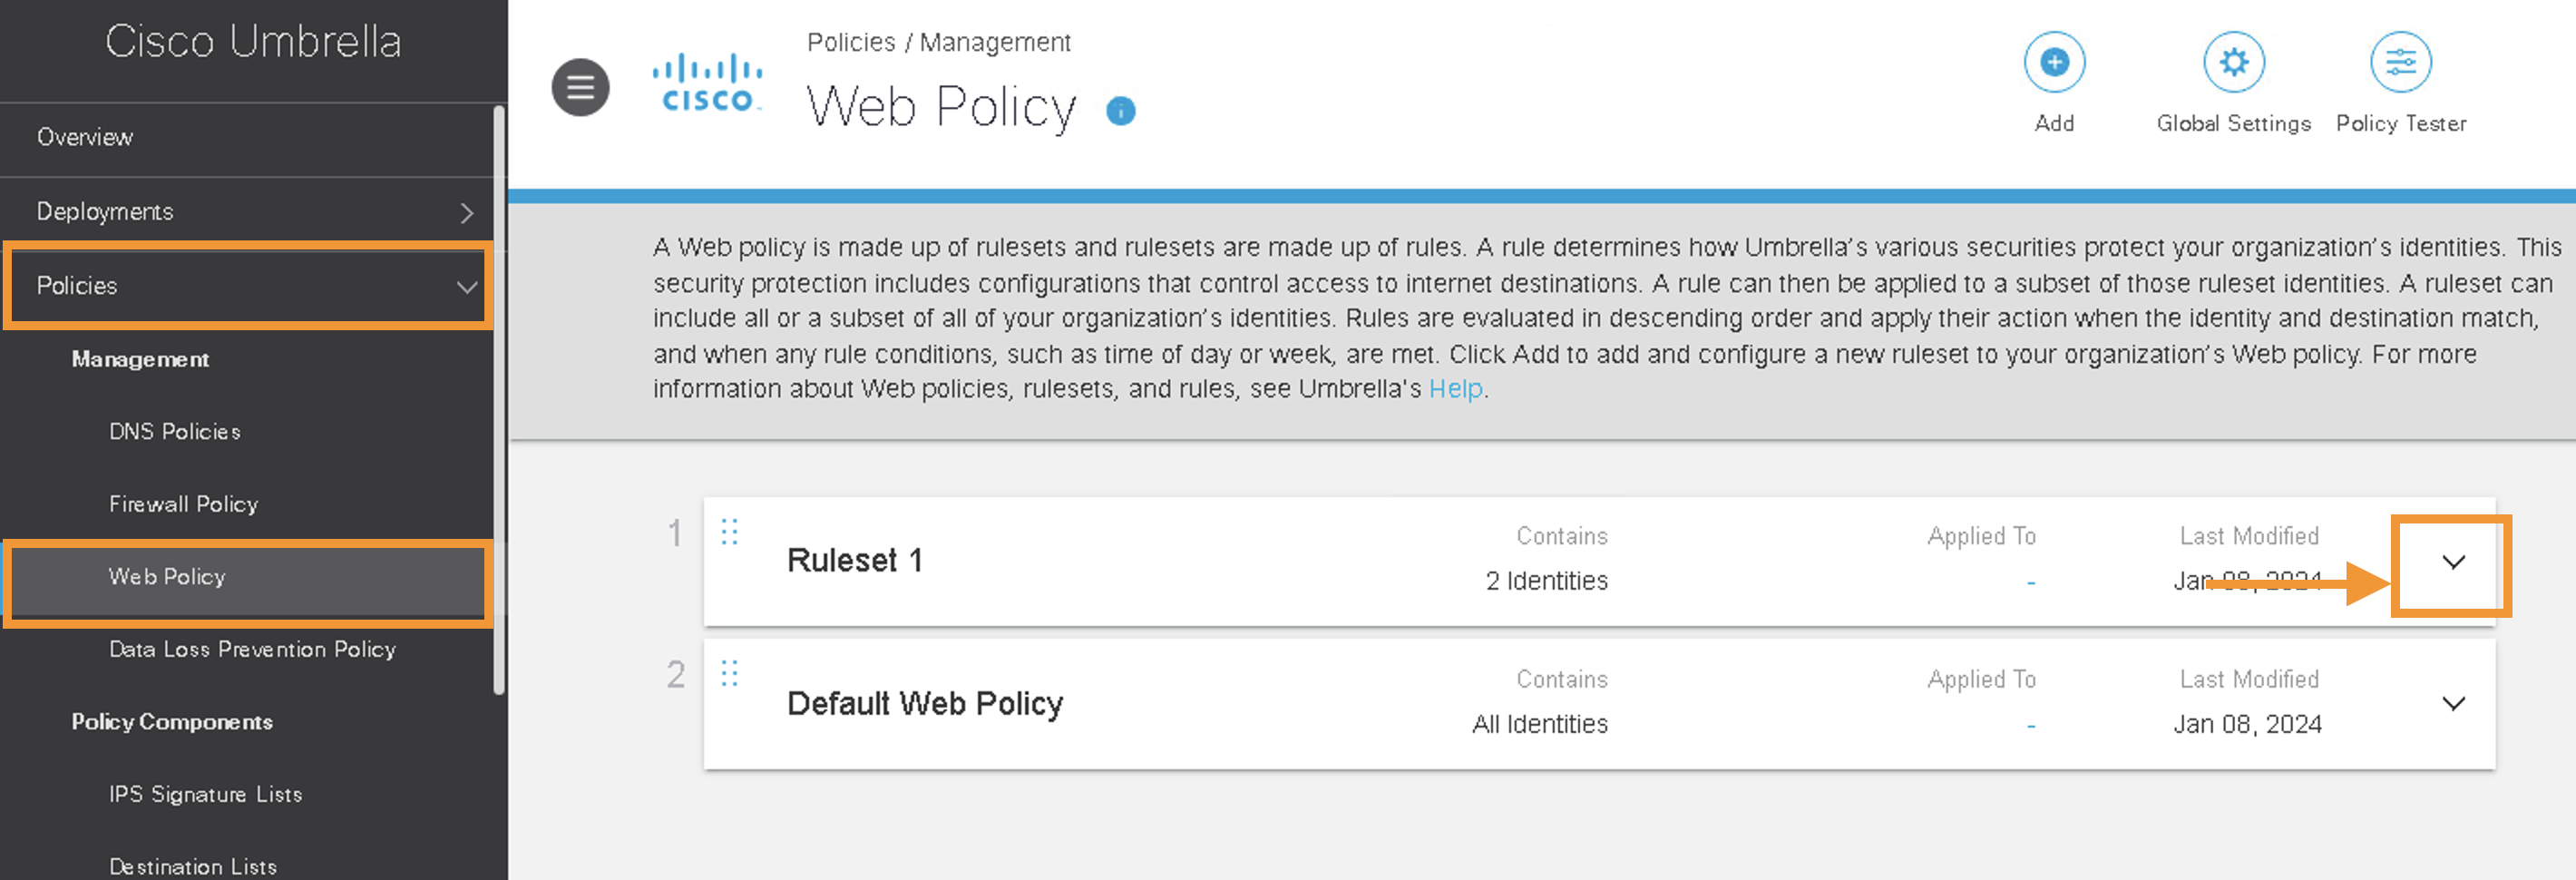 Cisco Umbrella
Overview
Deployments
Policies
Management
DNS Policies
Firewall Policy
Web Policy
Data Loss Prevention Policy
Policy Components
IPS Signature Lists
Destination Lists
CISCO
Policies / Management
Web Policy
Add
Global Settings
Policy Tester
A Web policy is made up of rulesets and rulesets are made up of rules. A rule determines how Umbrella's various securities protect your organization's identities. This
security protection includes configurations that control access to internet destinations. A rule can then be applied to a subset of those ruleset identities. A ruleset can
include all or a subset of all of your organization's identities. Rules are evaluated in descending order and apply their action when the identity and destination match,
and when any rule conditions, such as time of day or week, are met. Click Add to add and configure a new ruleset to your organization's Web policy. For more
information about Web policies, rulesets, and rules, see Umbrella's Help.
1
Ruleset 1
Contains
2 Identities
Applied To
-
Last Modified
Jan 08, 2024
2
Default Web Policy
Contains
All Identities
Applied To
-
Last Modified
Jan 08, 2024